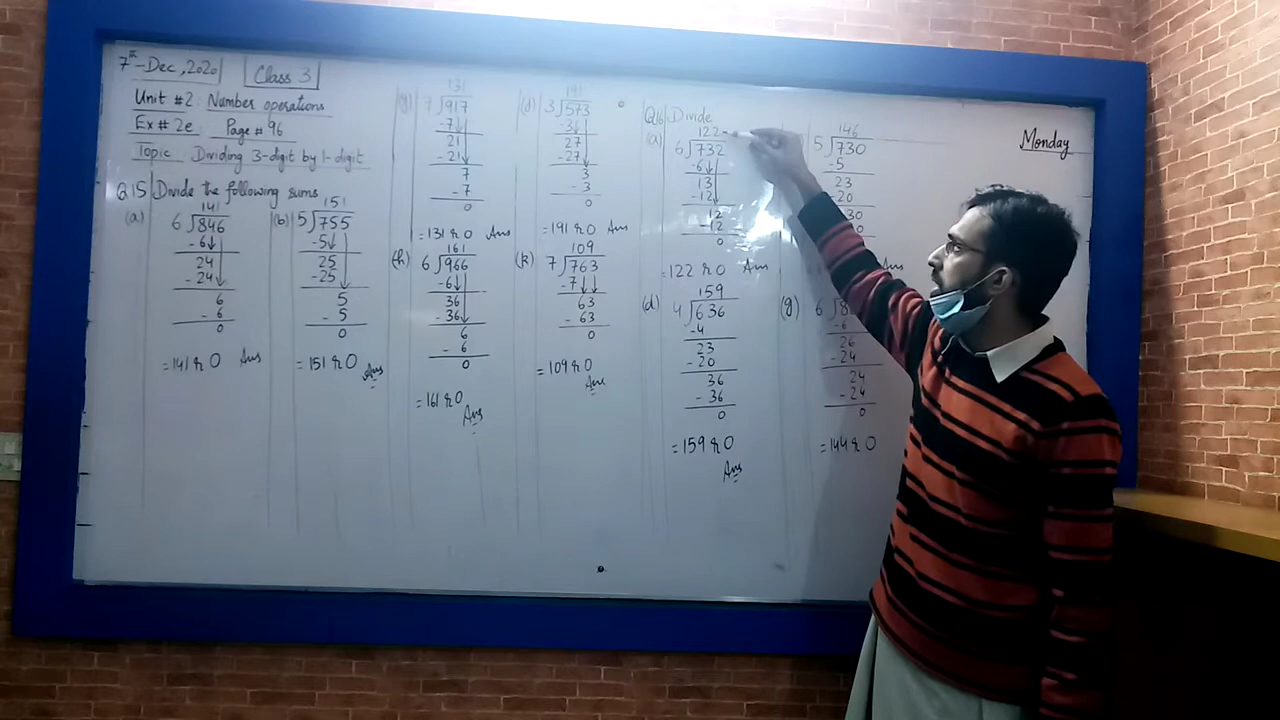 7th-Dec, 2020
Class 3
Monday
Unit #2: Number operations
Ex# 2e. Page# 96
Topic Dividing 3-digit by 1-digit
Q15 Divide the following sums
(a)
141
6√846
-6
24
-24
6
- 6
0
=141 r 0 Ans
(b)
151
5√755
-5
25
-25
5
- 5
0
=151 r 0 Ans
131
7√917
-7
21
-21
7
-7
0
=131 r 0 Ans
(h)
161
6√966
-6
36
-36
6
- 6
0
=161 r 0
Ans
(d)
191
3√573
-3
27
-27
3
- 3
0
=191 r 0 Ans
(k)
109
7√763
-7
63
-63
0
=109 r 0
Ans
Q16 Divide
(a)
122
6√732
-6
13
-12
12
-12
0
=122 r 0 Ans
(d)
159
4√636
-4
23
-20
36
- 36
0
=159 r 0
Ans
146
5√730
-5
23
20
30
Ans
(g)
6√8
-6
26
-24
24
- 24
0
=144 r 0